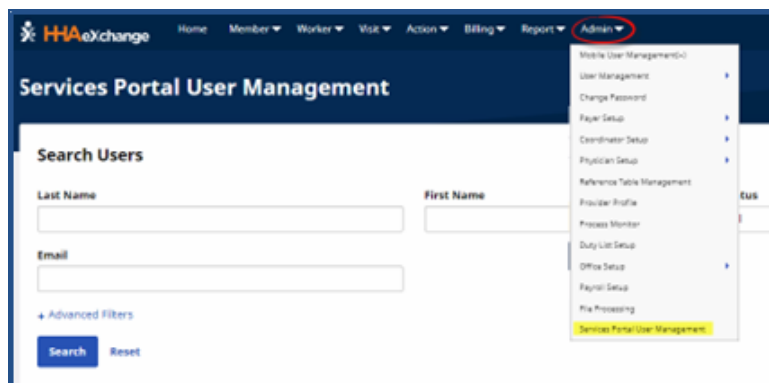 HHAeXchange Home Member Worker Visit Action Billing Report Admin
Services Portal User Management
Mobile User Management(+)
User Management
Change Password
Payer Setup
Coordinator Setup
Physician Setup
Reference Table Management
Provider Profile
Process Monitor
Duty List Setup
Office Setup
Payroll Setup
File Processing
Services Portal User Management
Search Users
Last Name First Name tus
Email
+ Advanced Filters
Search Reset